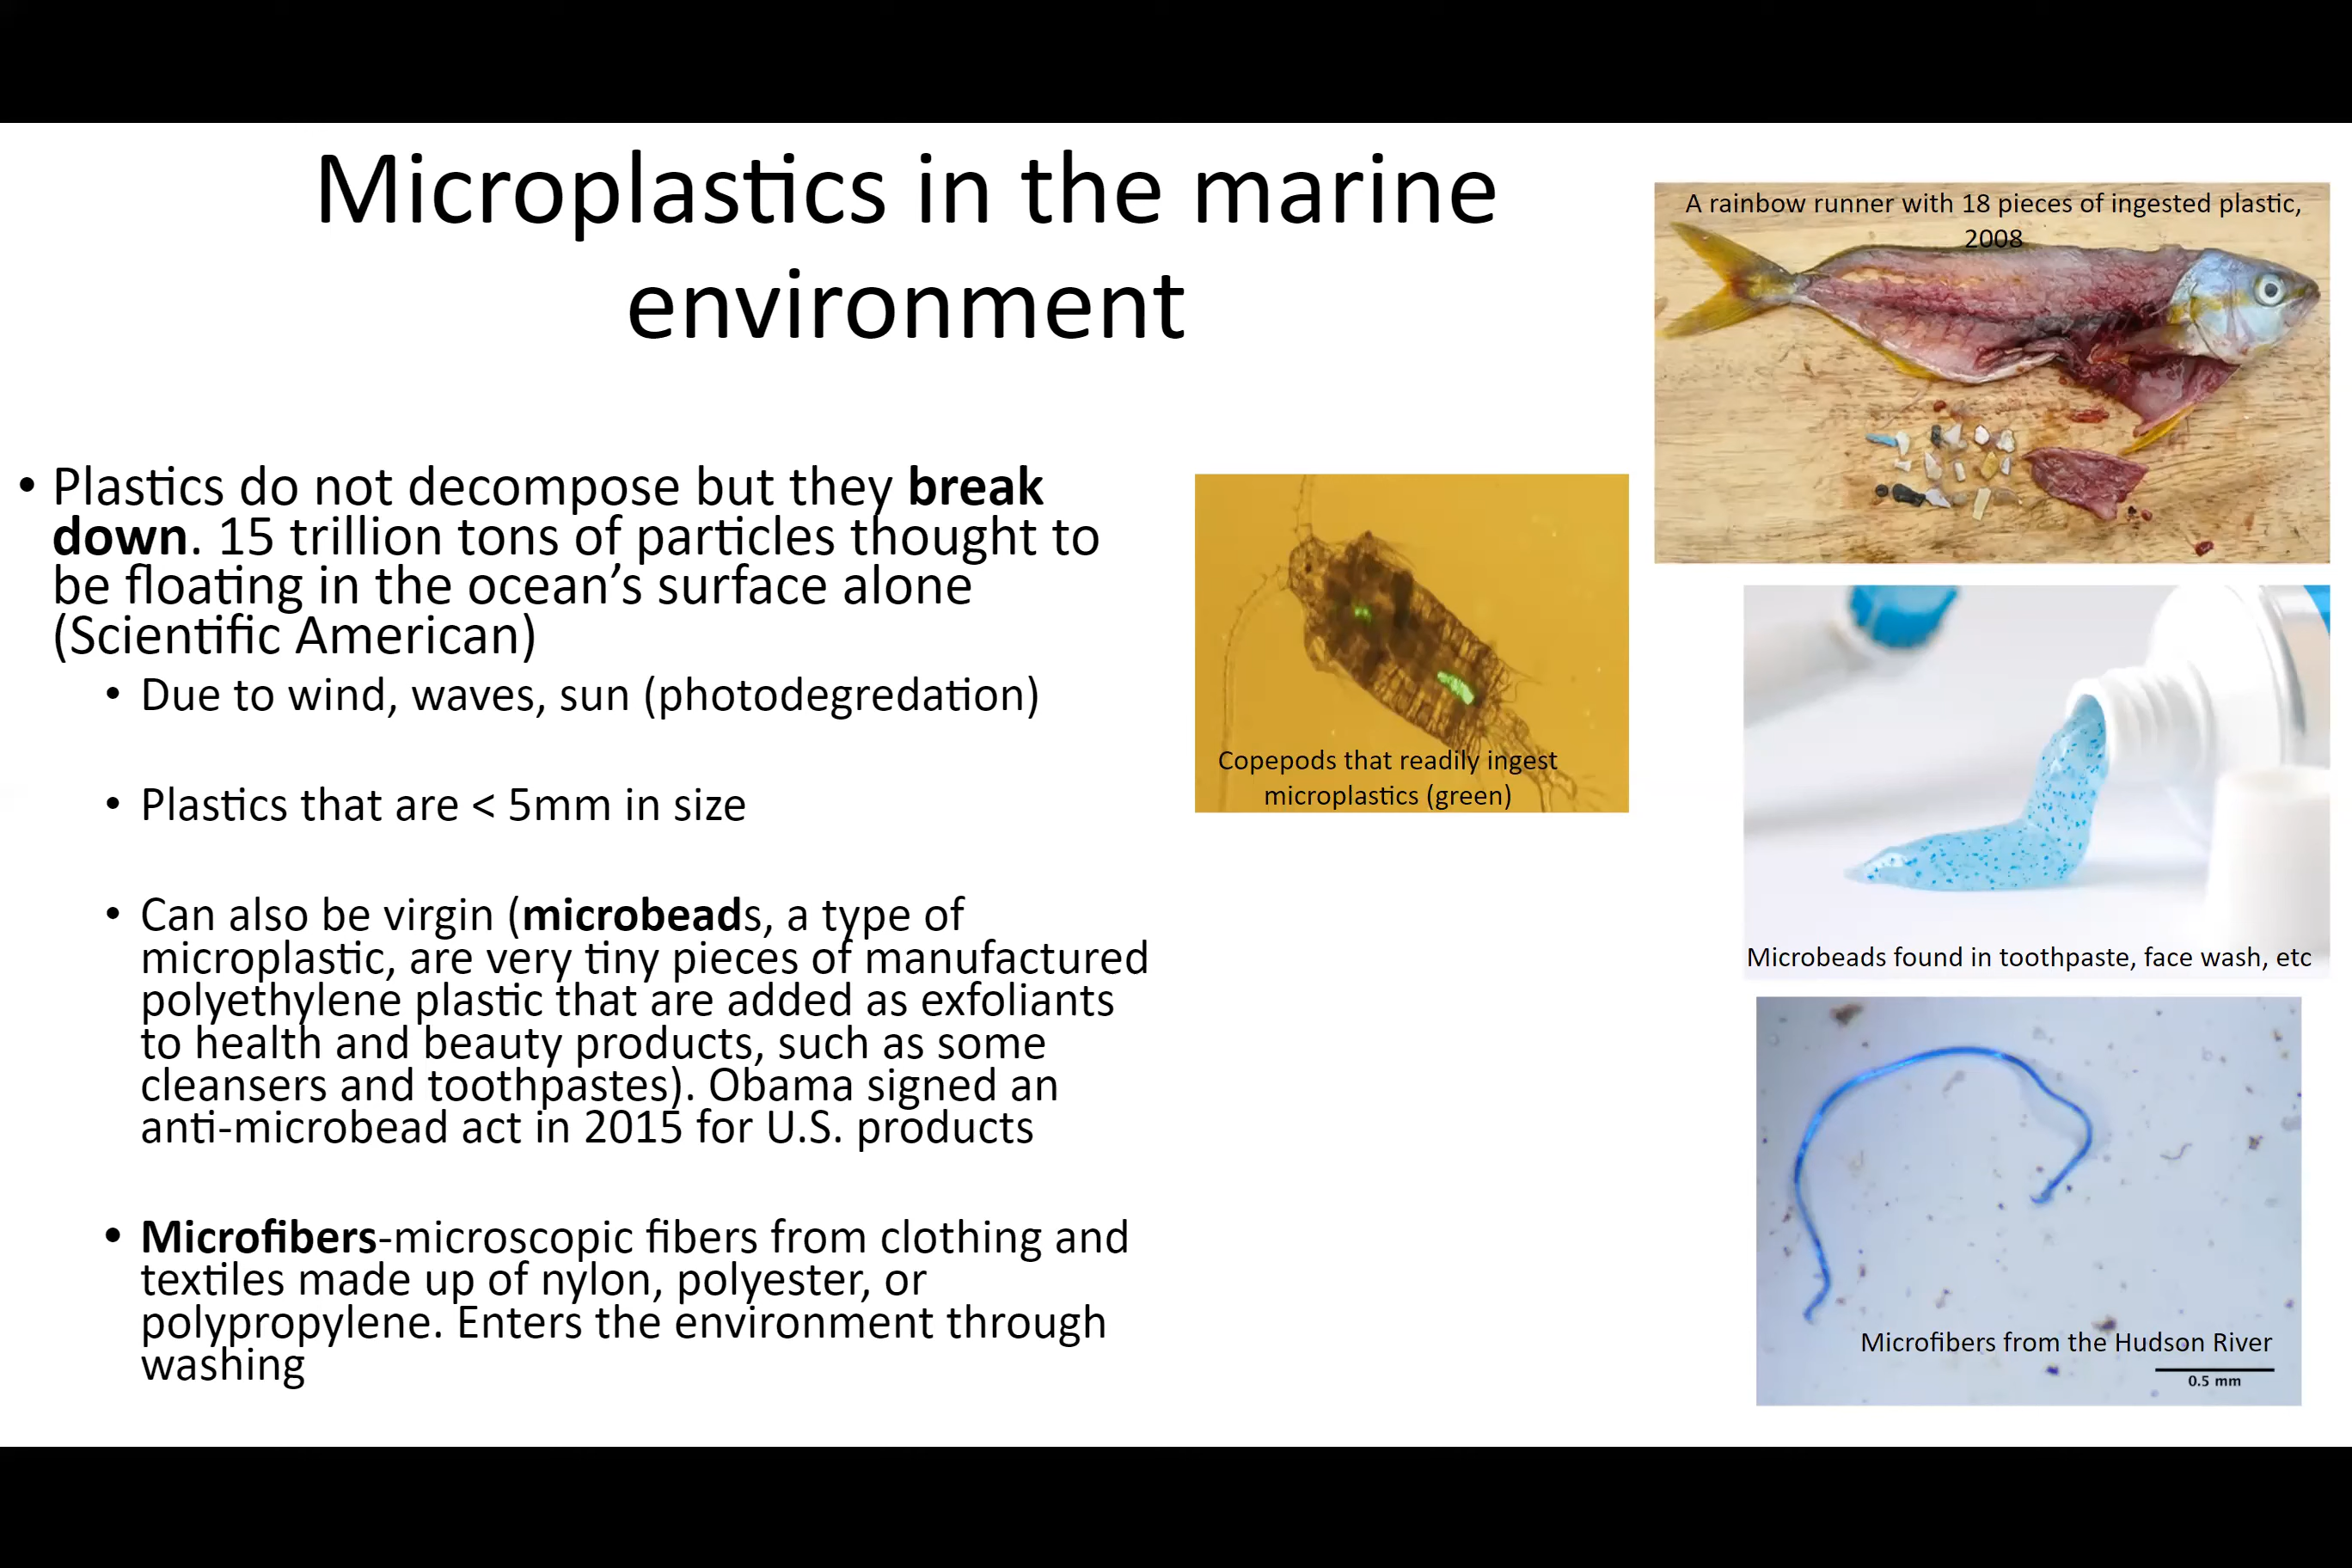 Microplastics in the marine
environment
• Plastics do not decompose but they break
down. 15 trillion tons of particles thought to
be floating in the ocean’s surface alone
(Scientific American)
• Due to wind, waves, sun (photodegredation)
• Plastics that are < 5mm in size
• Can also be virgin (microbeads, a type of
microplastic, are very tiny pieces of manufactured
polyethylene plastic that are added as exfoliants
to health and beauty products, such as some
cleansers and toothpastes). Obama signed an
anti-microbead act in 2015 for U.S. products
• Microfibers-microscopic fibers from clothing and
textiles made up of nylon, polyester, or
polypropylene. Enters the environment through
washing
Copepods that readily ingest
microplastics (green)
A rainbow runner with 18 pieces of ingested plastic,
2008
Microbeads found in toothpaste, face wash, etc
Microfibers from the Hudson River
0.5 mm